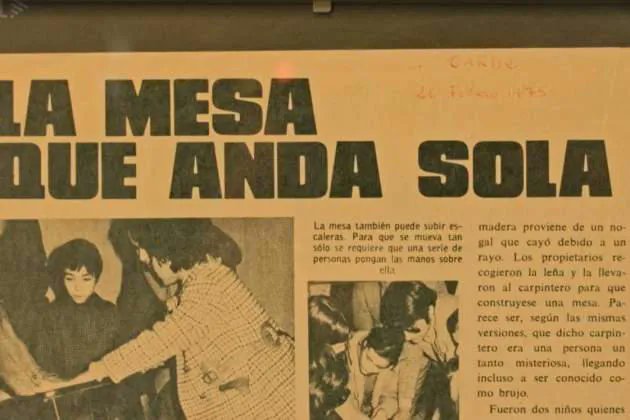 LA MESA
QUE ANDA SOLA
26 Febrero 1975
La mesa también puede subir es-
caleras. Para que se mueva tan
sólo se requiere que una serie de
personas pongan las manos sobre
ella
madera proviene de un no-
gal que cayó debido a un
rayo. Los propietarios re-
cogieron la leña y la lleva-
ron al carpintero para que
construyese una mesa. Pa-
rece ser, según las mismas
versiones, que dicho carpin-
tero era una persona un
tanto misteriosa, llegando
incluso a ser conocido co-
mo brujo.
Fueron dos niños quienes